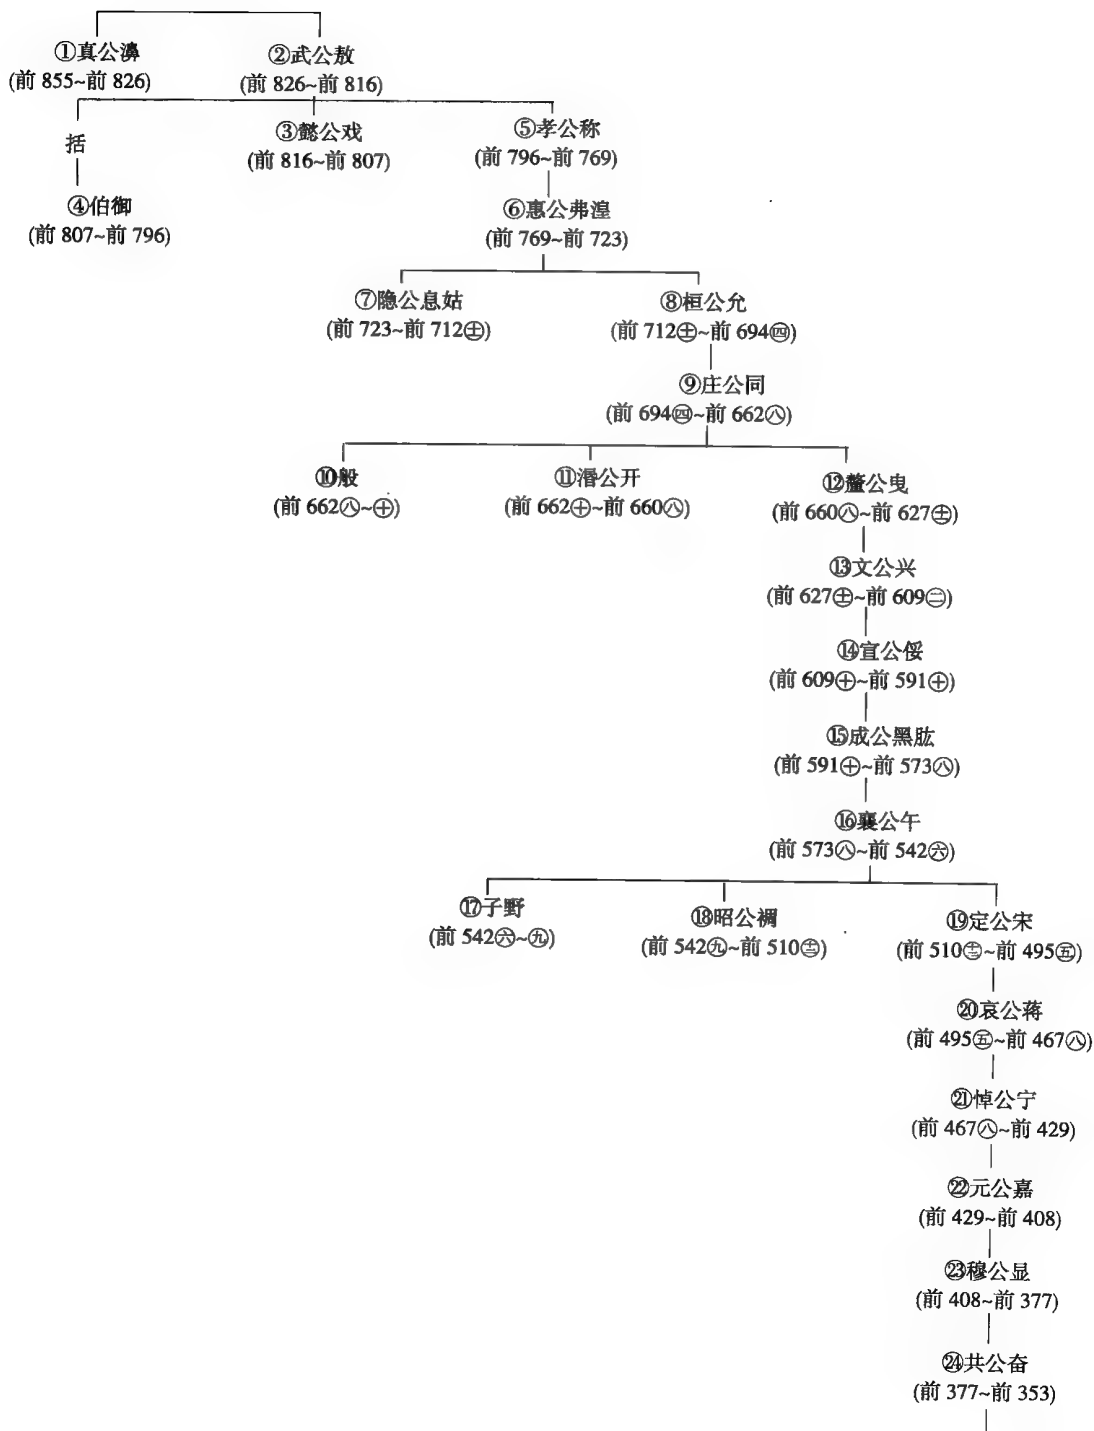 ①真公濞 ②武公敖
(前 855~前 826) (前 826~前 816)
括 ③懿公戏 ⑤孝公称
(前 816~前 807) (前 796~前 769)
④伯御 ⑥惠公弗湟
(前 807~前 796) (前 769~前 723)
⑦隐公息姑 ⑧桓公允
(前 723~前 712十一) (前 712十一~前 694㊃)
⑨庄公同
(前 694㊃~前 662㊇)
⑩般 ⑪湣公开 ⑫釐公曳
(前 662㊇~㊉) (前 662㊉~前 660㊇) (前 660㊇~前 627十二)
⑬文公兴
(前 627十二~前 609㊁)
⑭宣公俀
(前 609㊉~前 591㊉)
⑮成公黑肱
(前 591㊉~前 573㊇)
⑯襄公午
(前 573㊇~前 542㊅)
⑰子野 ⑱昭公裯 ⑲定公宋
(前 542㊅~㊈) (前 542㊈~前 510十二) (前 510十二~前 495㊄)
⑳哀公蒋
(前 495㊄~前 467㊇)
㉑悼公宁
(前 467㊇~前 429)
㉒元公嘉
(前 429~前 408)
㉓穆公显
(前 408~前 377)
㉔共公奋
(前 377~前 353)